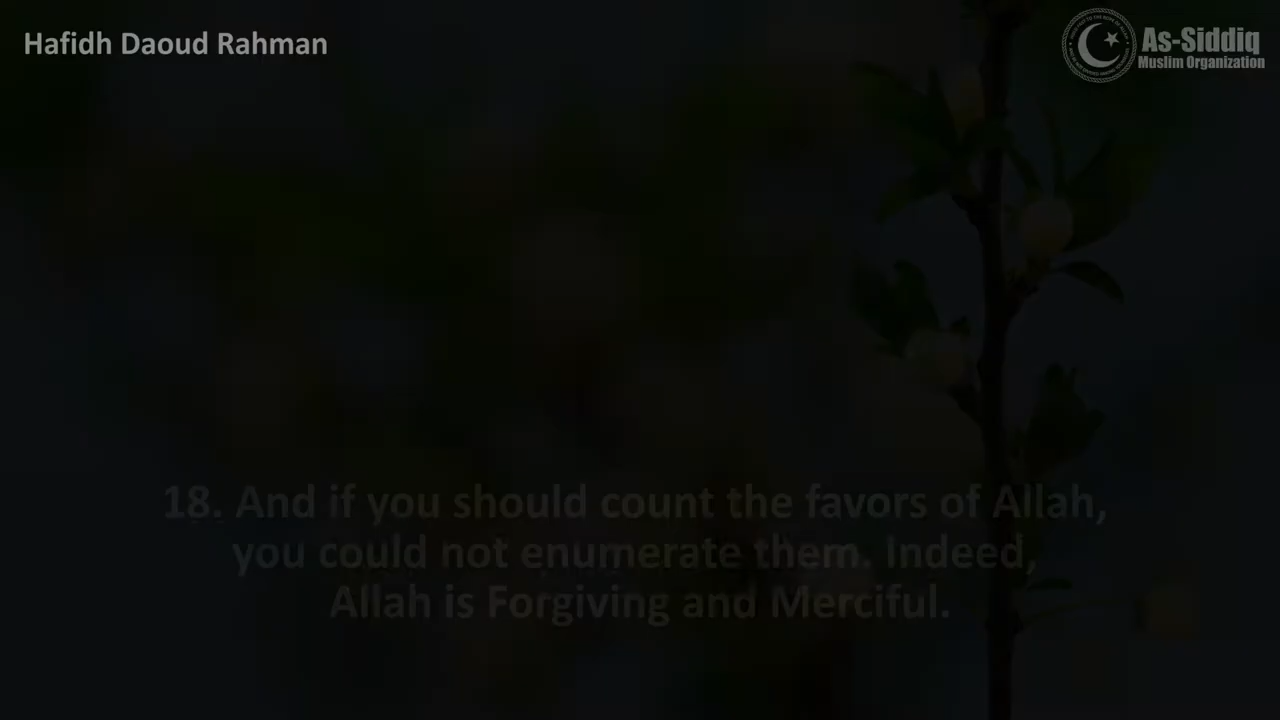 Hafidh Daoud Rahman
As-Siddiq
Muslim Organization
18. And if you should count the favors of Allah,
you could not enumerate them. Indeed,
Allah is Forgiving and Merciful.